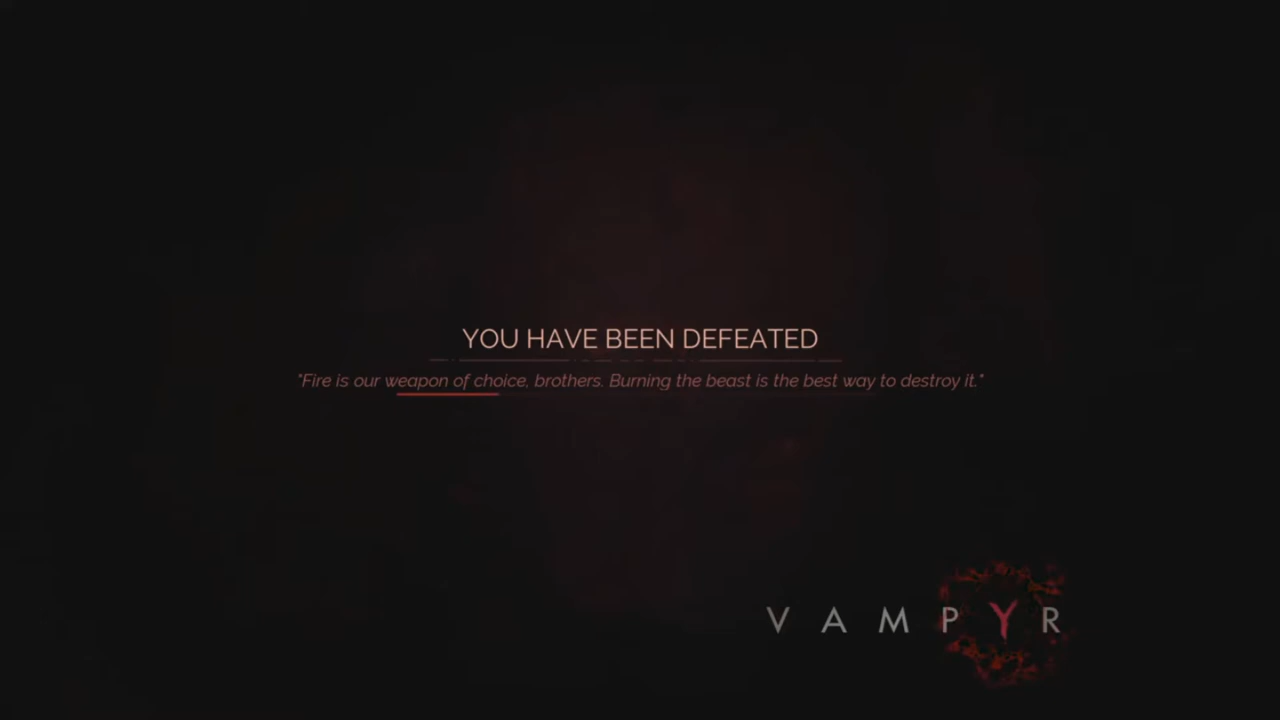 YOU HAVE BEEN DEFEATED
"Fire is our weapon of choice, brothers. Burning the beast is the best way to destroy it."
VAMPYR